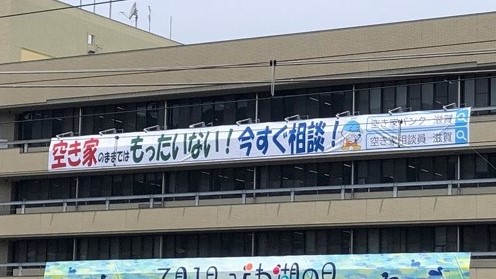 空き家のままでは もったいない！今すぐ相談！
空き家バンター 滋賀
空き家相談員 滋賀
7月1日 びわ湖の日